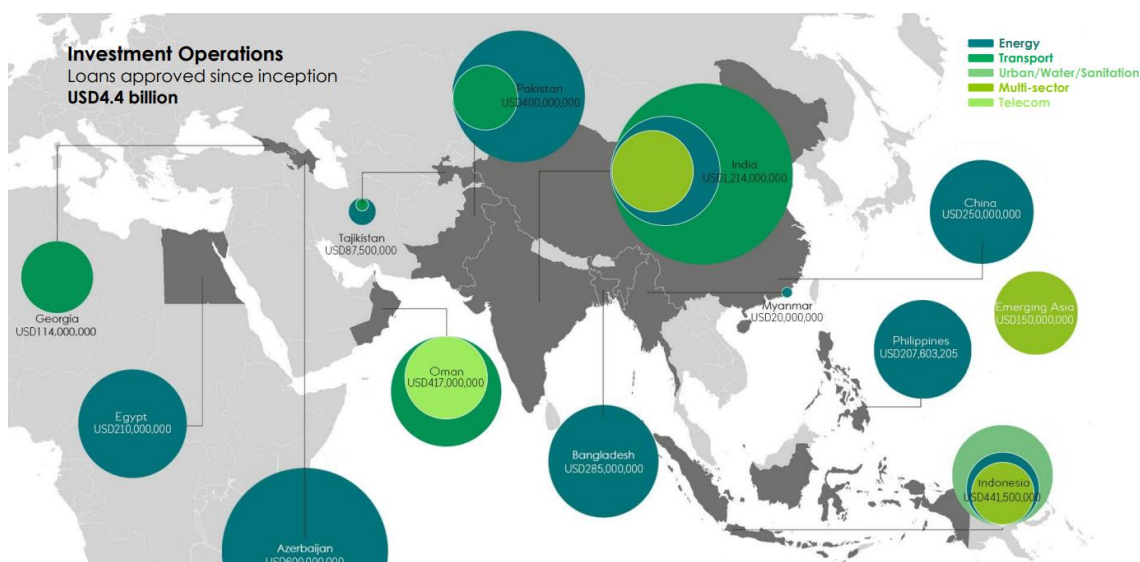 Investment Operations
Loans approved since inception
USD4.4 billion
Energy
Transport
Urban/Water/Sanitation
Multi-sector
Telecom
Pakistan
USD400,000,000
India
USD1,214,000,000
China
USD250,000,000
Tajikistan
USD87,500,000
Georgia
USD114,000,000
Myanmar
USD20,000,000
Emerging Asia
USD150,000,000
Philippines
USD207,603,205
Oman
USD417,000,000
Egypt
USD210,000,000
Bangladesh
USD285,000,000
Indonesia
USD441,500,000
Azerbaijan
USD600,000,000